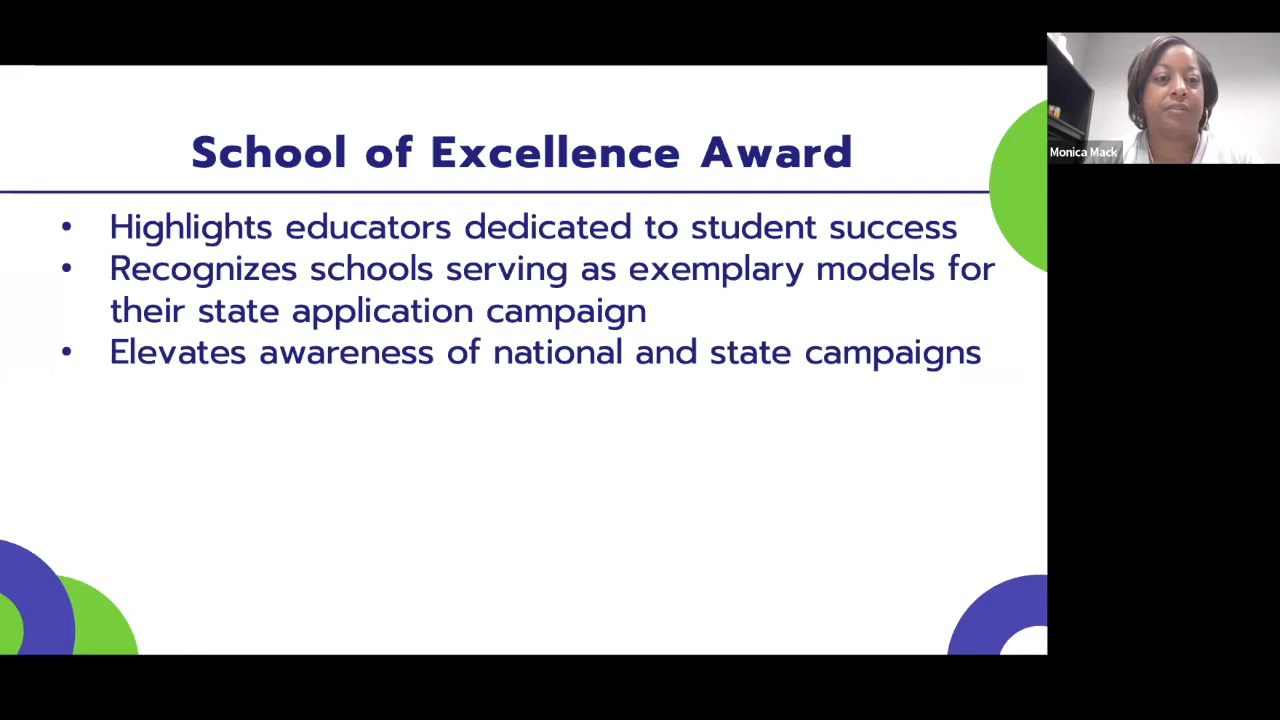 School of Excellence Award
• Highlights educators dedicated to student success
• Recognizes schools serving as exemplary models for
their state application campaign
• Elevates awareness of national and state campaigns
Monica Mack